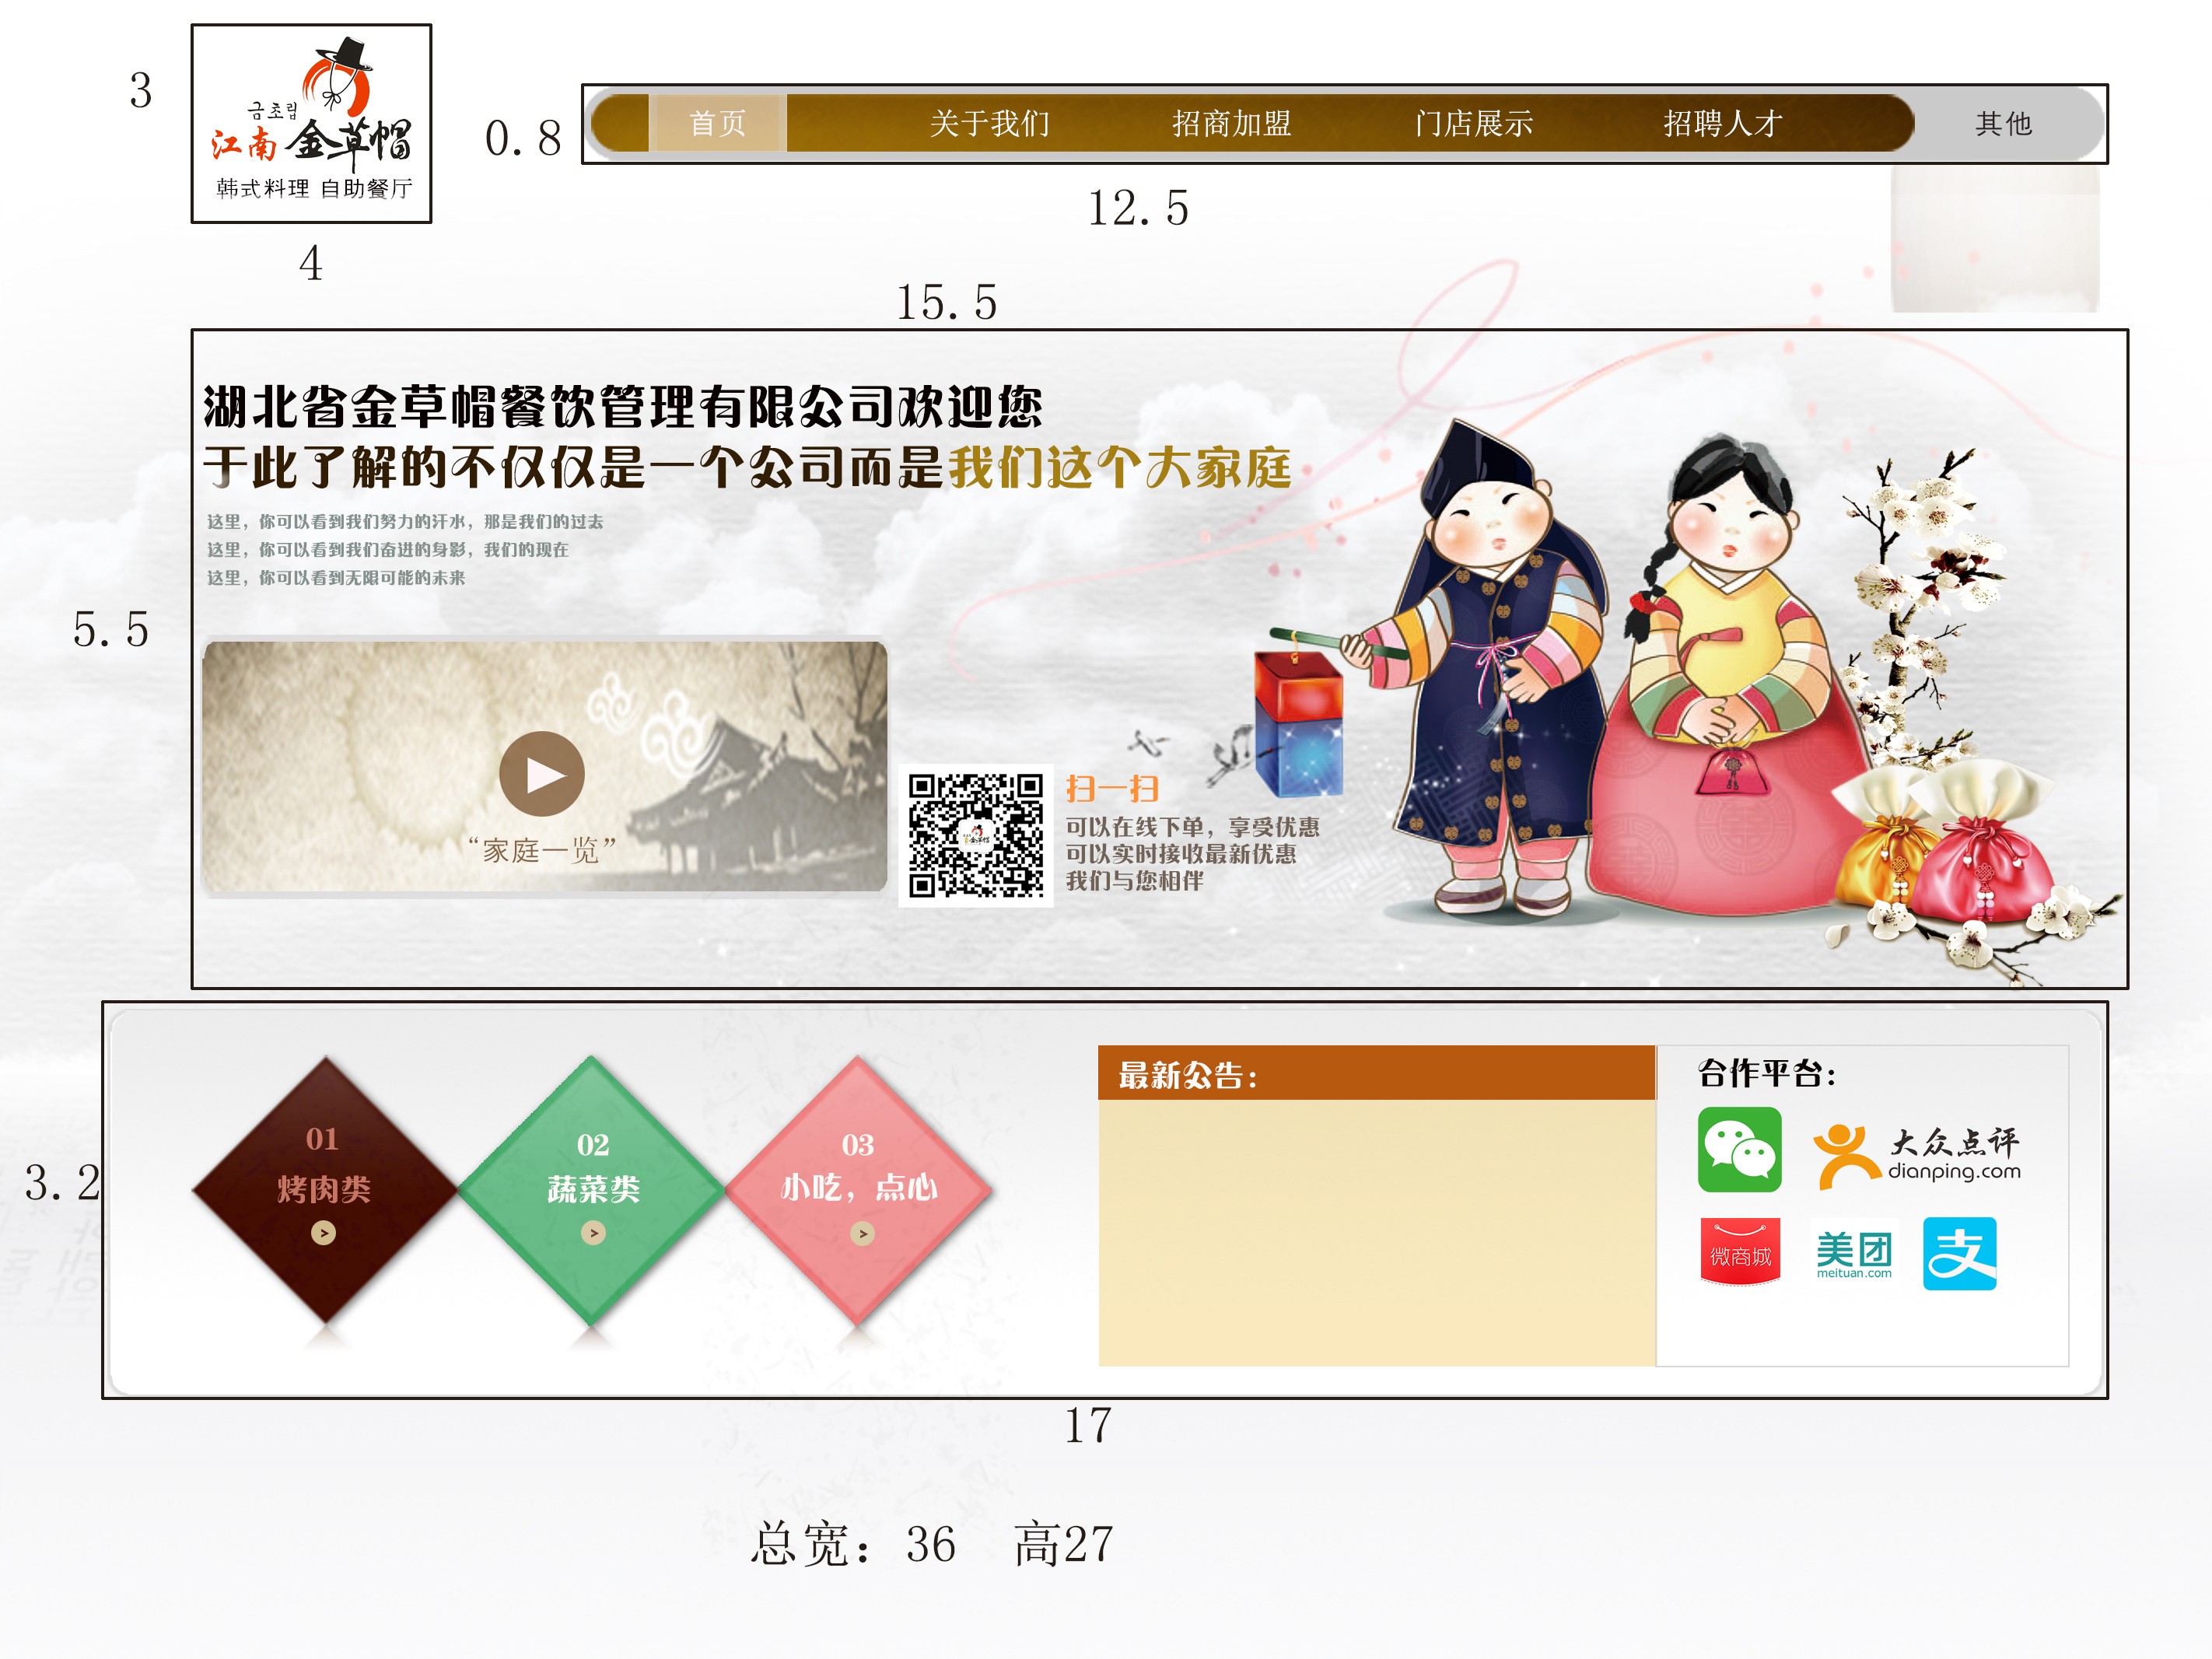 3
금초립
江南 金草帽
韩式料理 自助餐厅
4
0.8
首页 关于我们 招商加盟 门店展示 招聘人才 其他
12.5
15.5
湖北省金草帽餐饮管理有限公司欢迎您
于此了解的不仅仅是一个公司而是我们这个大家庭
这里，你可以看到我们努力的汗水，那是我们的过去
这里，你可以看到我们奋进的身影，我们的现在
这里，你可以看到无限可能的未来
5.5
“家庭一览”
扫一扫
可以在线下单，享受优惠
可以实时接收最新优惠
我们与您相伴
3.2
01
烤肉类
>
02
蔬菜类
>
03
小吃，点心
>
最新公告：
合作平台：
大众点评
dianping.com
微商城
美团
meituan.com
支
17
总宽：36 高27